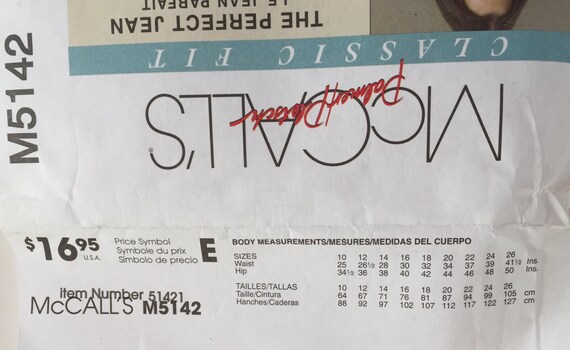 THE PERFECT JEAN
LE JEAN PARFAIT
CLASSIC FIT
McCALL'S®
Palmer/Pletsch
M5142
$16.95 U.S.A.
Price Symbol
Symbole du prix
Símbolo de precio
E
BODY MEASUREMENTS/MESURES/MEDIDAS DEL CUERPO
SIZES 10 12 14 16 18 20 22 24 26
Waist 25 26½ 28 30 32 34 37 39 41½ Ins.
Hip 34½ 36 38 40 42 44 46 48 50 Ins.
TAILLES/TALLAS 10 12 14 16 18 20 22 24 26
Taille/Cintura 64 67 71 76 81 87 94 99 105 cm
Hanches/Caderas 88 92 97 102 107 112 117 122 127 cm
Item Number 51421
McCALL'S M5142